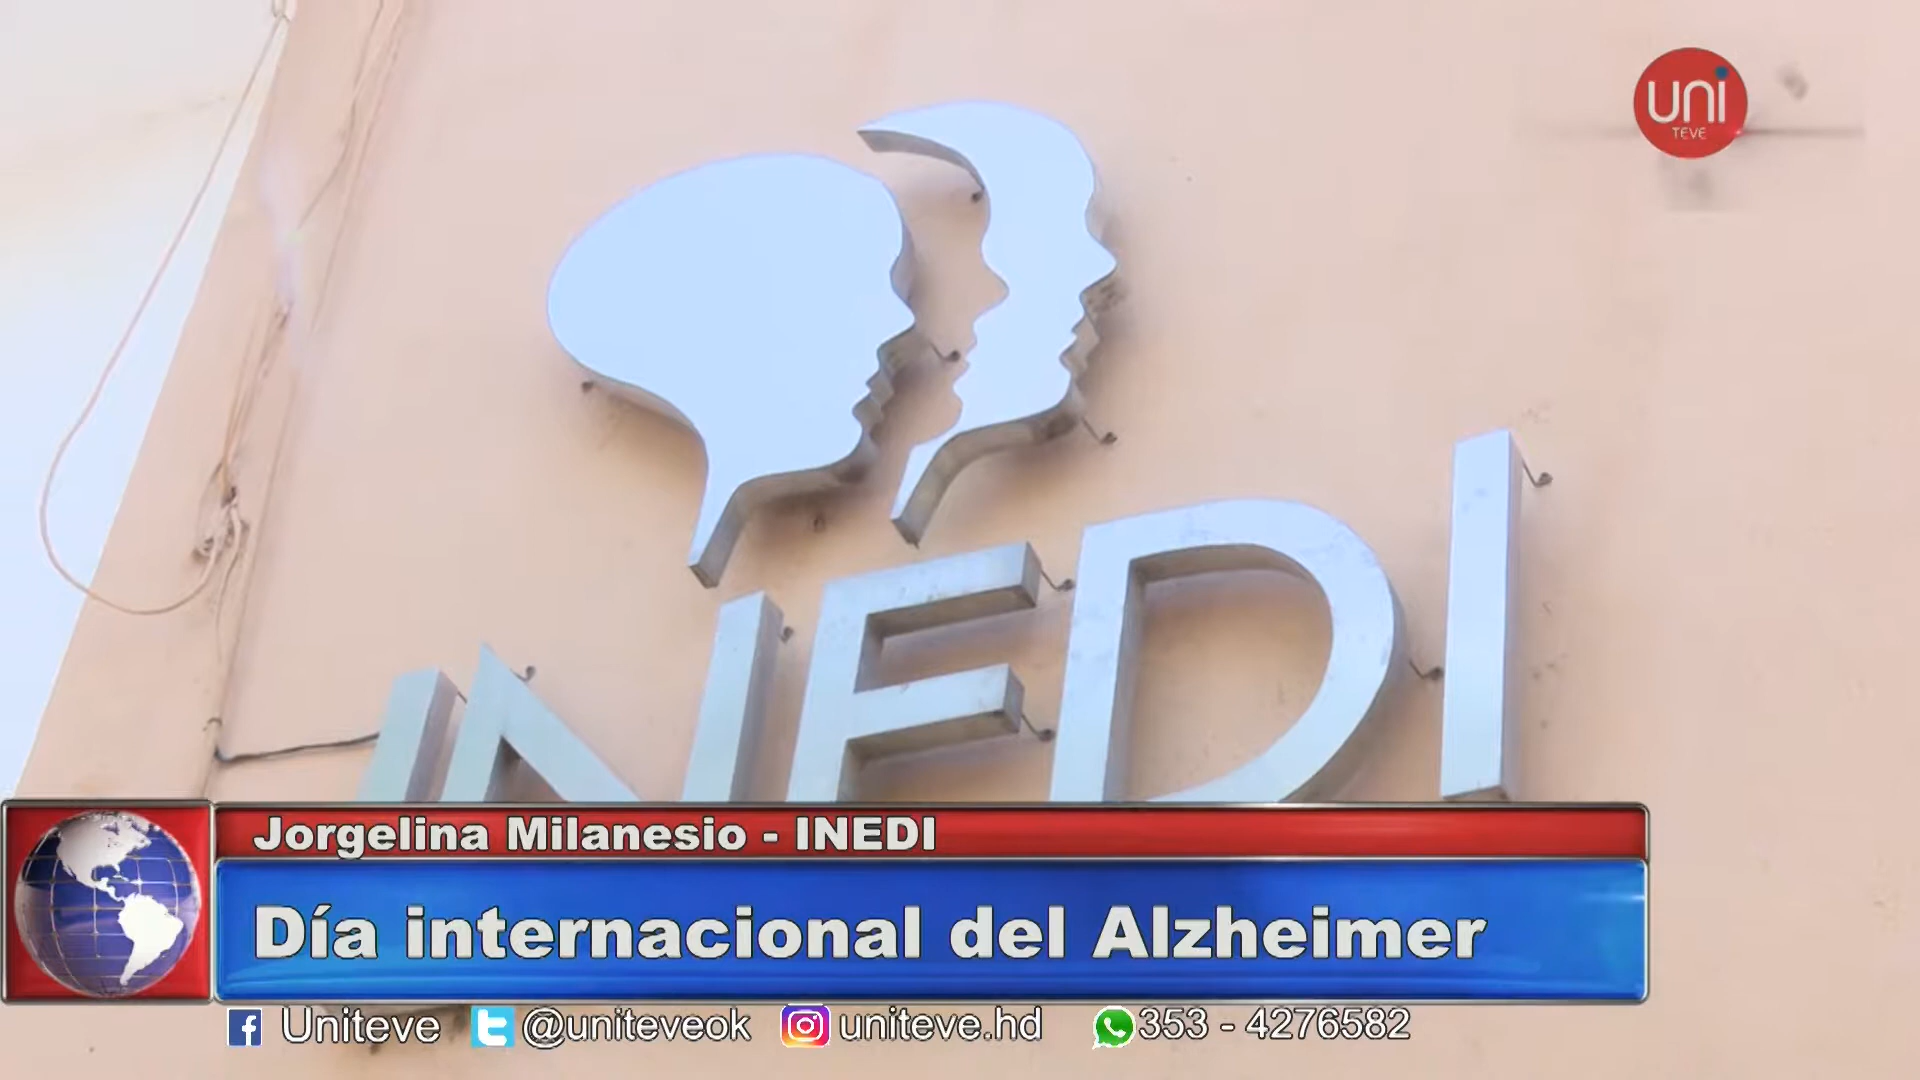 uni
TEVE
INEDI
Jorgelina Milanesio - INEDI
Día internacional del Alzheimer
Uniteve @uniteveok uniteve.hd 353 - 4276582